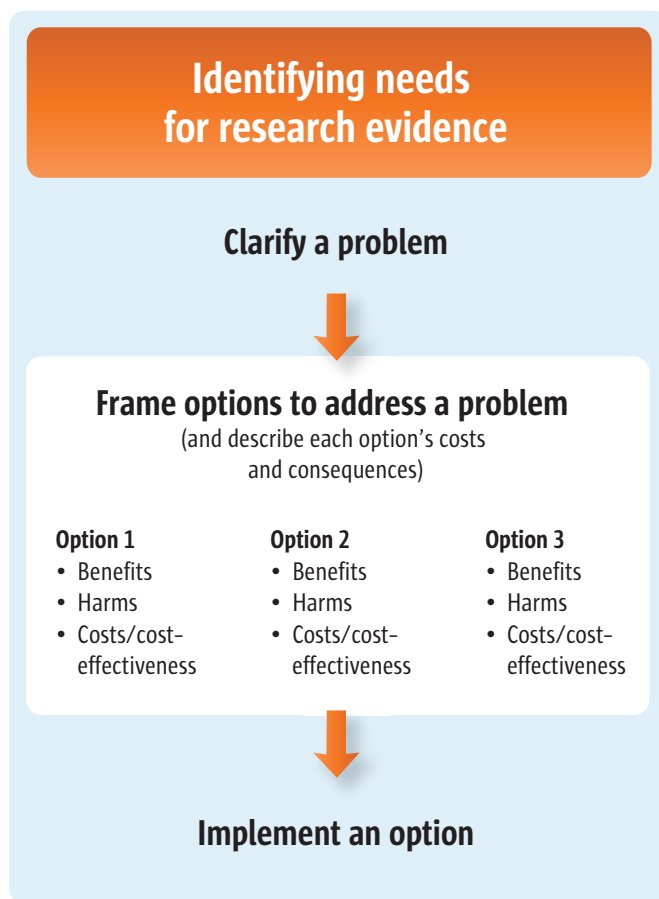 Identifying needs
for research evidence
Clarify a problem
Frame options to address a problem
(and describe each option’s costs
and consequences)
Option 1
• Benefits
• Harms
• Costs/cost–
effectiveness
Option 2
• Benefits
• Harms
• Costs/cost–
effectiveness
Option 3
• Benefits
• Harms
• Costs/cost–
effectiveness
Implement an option